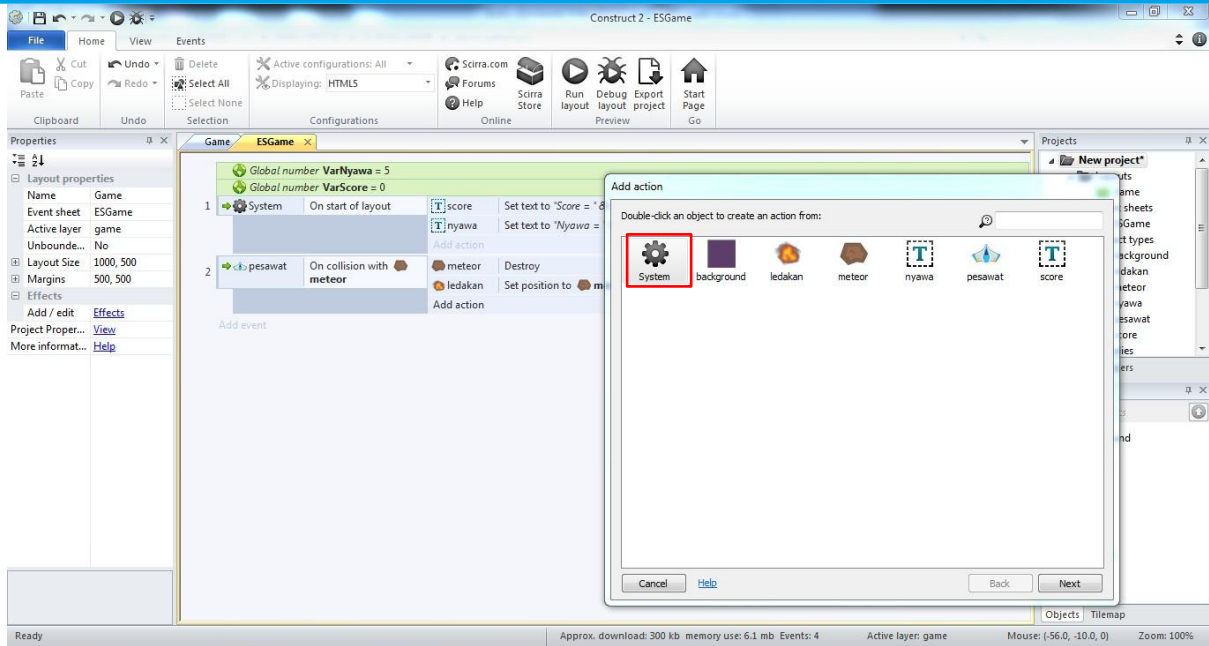 Construct 2 - ESGame
File Home View Events
Paste
Cut
Copy
Clipboard
Undo
Redo
Undo
Delete
Select All
Select None
Selection
Active configurations: All
Displaying: HTML5
Configurations
Scirra.com
Forums
Help
Scirra Store
Online
Run layout
Debug layout
Export project
Preview
Start Page
Go
Properties
Layout properties
Name Game
Event sheet ESGame
Active layer game
Unbounde... No
Layout Size 1000, 500
Margins 500, 500
Effects
Add / edit Effects
Project Proper... View
More informat... Help
Game ESGame
Global number VarNyawa = 5
Global number VarScore = 0
1 System On start of layout T score Set text to "Score = " &
T nyawa Set text to "Nyawa =
Add action
2 pesawat On collision with meteor
meteor Destroy
ledakan Set position to m
Add action
Add event
Add action
Double-click an object to create an action from:
System background ledakan meteor nyawa pesawat score
Cancel Help Back Next
Projects
New project*
uts
ame
sheets
SGame
ct types
ackground
dakan
eteor
yawa
esawat
core
ies
ers
nd
Objects Tilemap
Ready
Approx. download: 300 kb memory use: 6.1 mb Events: 4 Active layer: game Mouse: (-56.0, -10.0, 0) Zoom: 100%